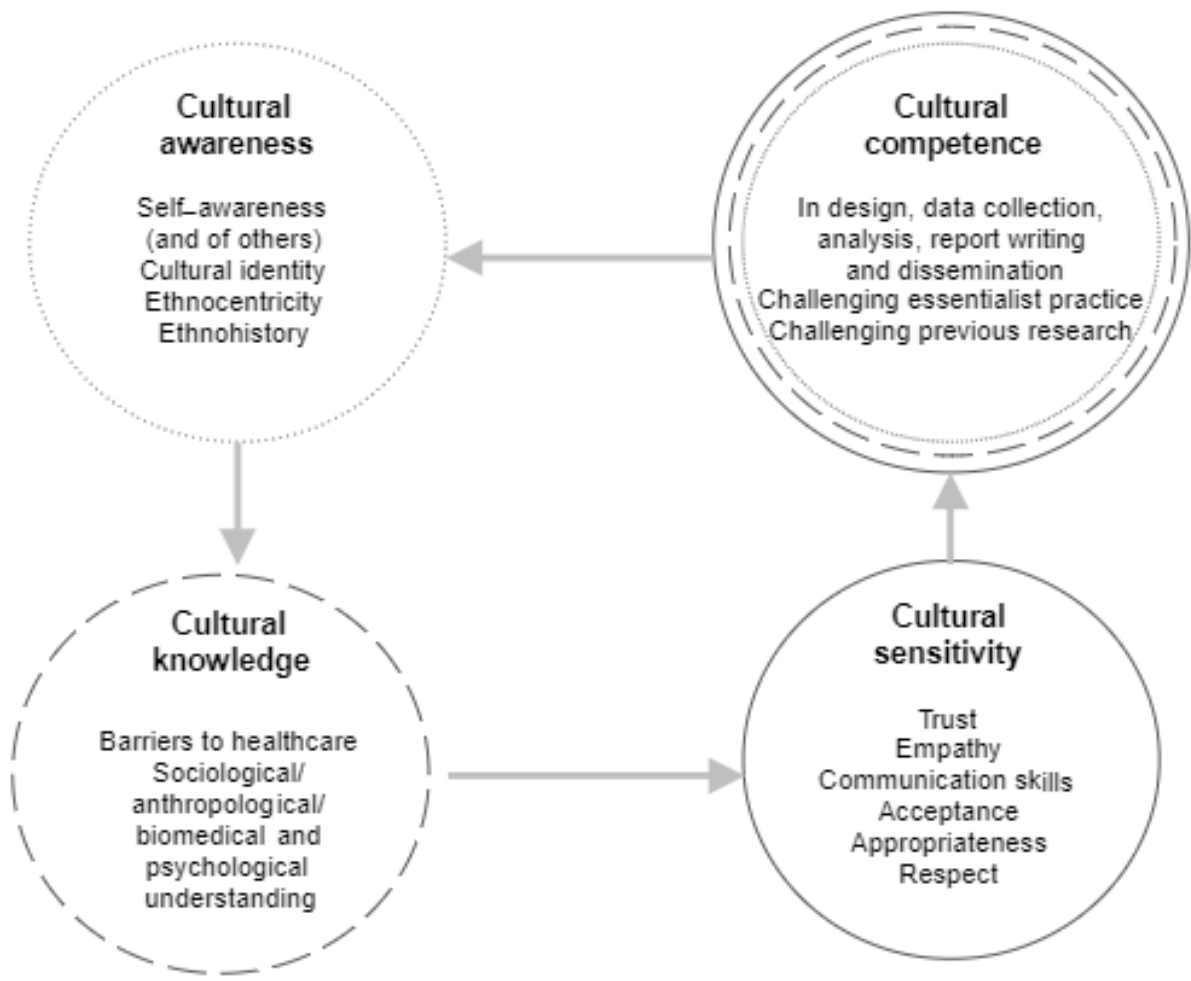 Cultural
awareness
Self–awareness
(and of others)
Cultural identity
Ethnocentricity
Ethnohistory
Cultural
competence
In design, data collection,
analysis, report writing
and dissemination
Challenging essentialist practice
Challenging previous research
Cultural
knowledge
Barriers to healthcare
Sociological/
anthropological/
biomedical and
psychological
understanding
Cultural
sensitivity
Trust
Empathy
Communication skills
Acceptance
Appropriateness
Respect